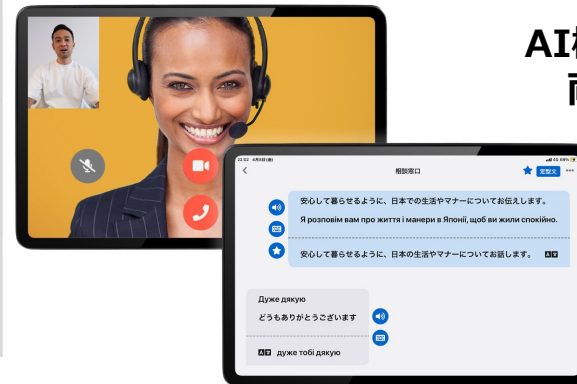 AI
22:02 4月8日(金)
4G 69%
相談窓口
定型文
安心して暮らせるように、日本での生活やマナーについてお伝えします。
Я розповім вам про життя і манери в Японії, щоб ви жили спокійно.
安心して暮らせるように、日本の生活やマナーについてお話します。
Дуже дякую
どうもありがとうございます
дуже тобі дякую